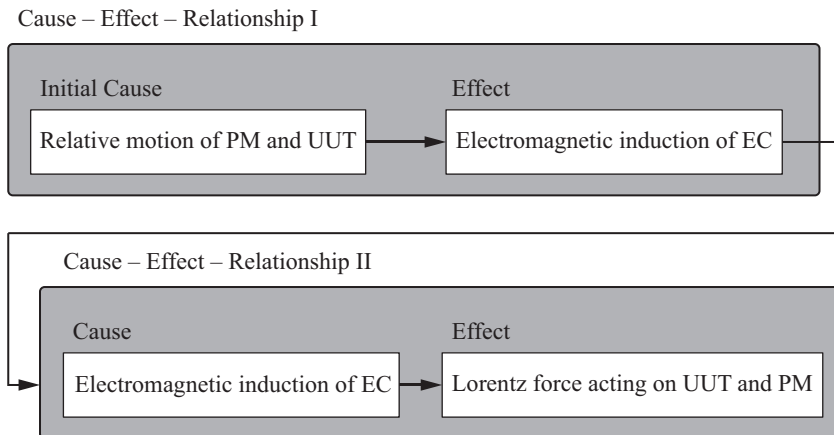 Cause – Effect – Relationship I
Initial Cause
Effect
Relative motion of PM and UUT
Electromagnetic induction of EC
Cause – Effect – Relationship II
Cause
Effect
Electromagnetic induction of EC
Lorentz force acting on UUT and PM